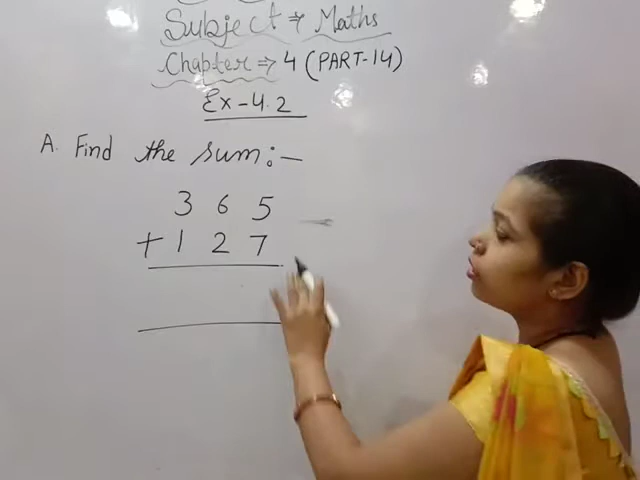 Subject ⇒ Maths
Chapter ⇒ 4 (PART-14)
Ex-4.2
A. Find the sum:-
3 6 5
+ 1 2 7